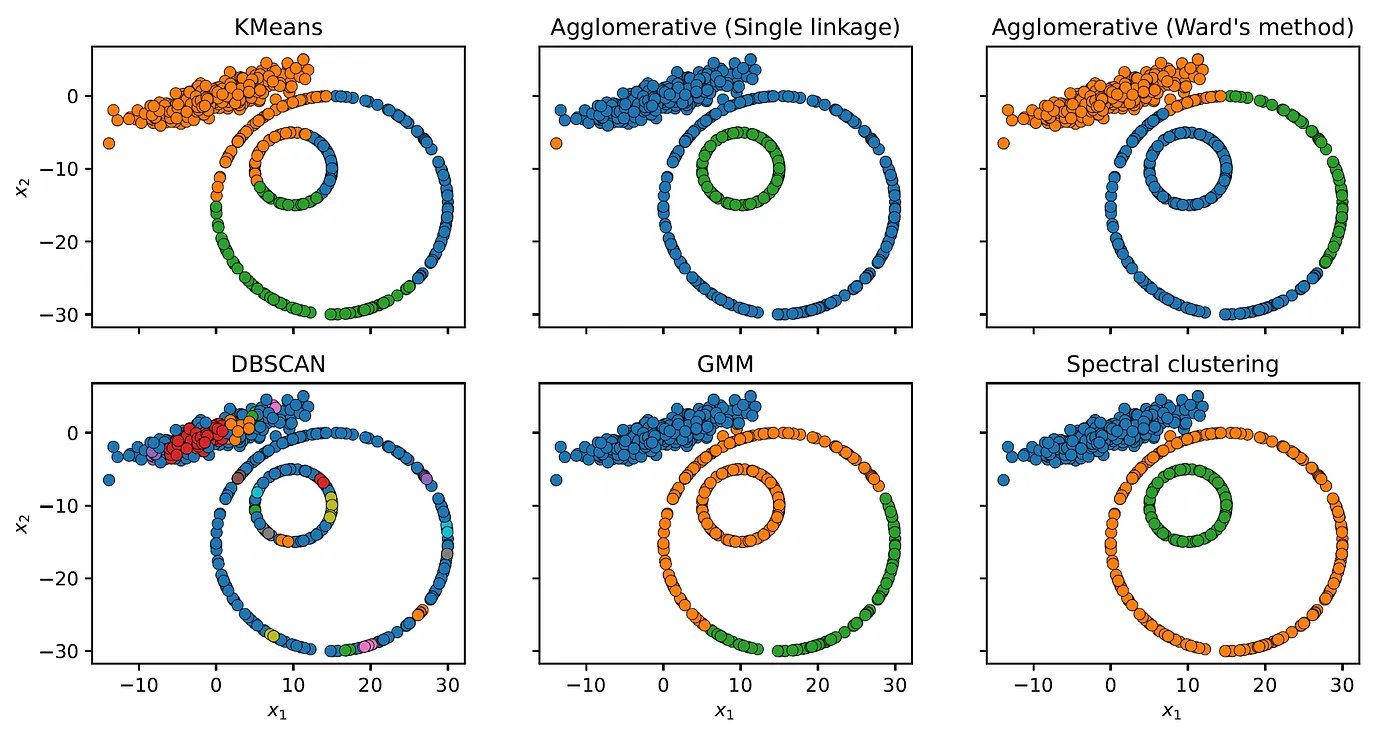 KMeans
Agglomerative (Single linkage)
Agglomerative (Ward's method)
x₂
0
−10
−20
−30
DBSCAN
GMM
Spectral clustering
x₂
0
−10
−20
−30
−10 0 10 20 30
−10 0 10 20 30
−10 0 10 20 30
x₁
x₁
x₁